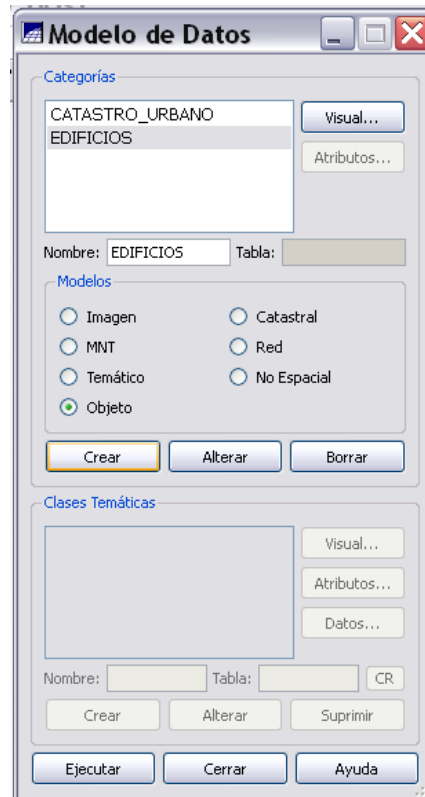 Modelo de Datos
Categorías
CATASTRO_URBANO
EDIFICIOS
Visual...
Atributos...
Nombre: EDIFICIOS Tabla:
Modelos
Imagen Catastral
MNT Red
Temático No Espacial
Objeto
Crear Alterar Borrar
Clases Temáticas
Visual...
Atributos...
Datos...
Nombre: Tabla: CR
Crear Alterar Suprimir
Ejecutar Cerrar Ayuda